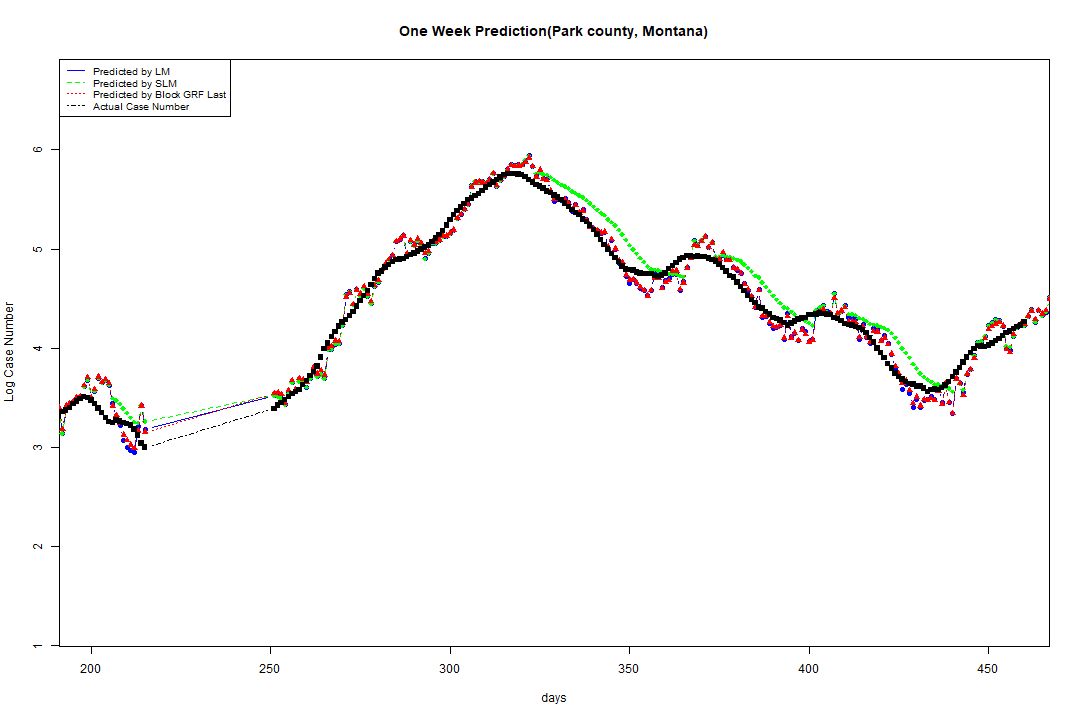 One Week Prediction(Park county, Montana)
Predicted by LM
Predicted by SLM
Predicted by Block GRF Last
Actual Case Number
6
5
4
3
2
1
Log Case Number
200 250 300 350 400 450
days